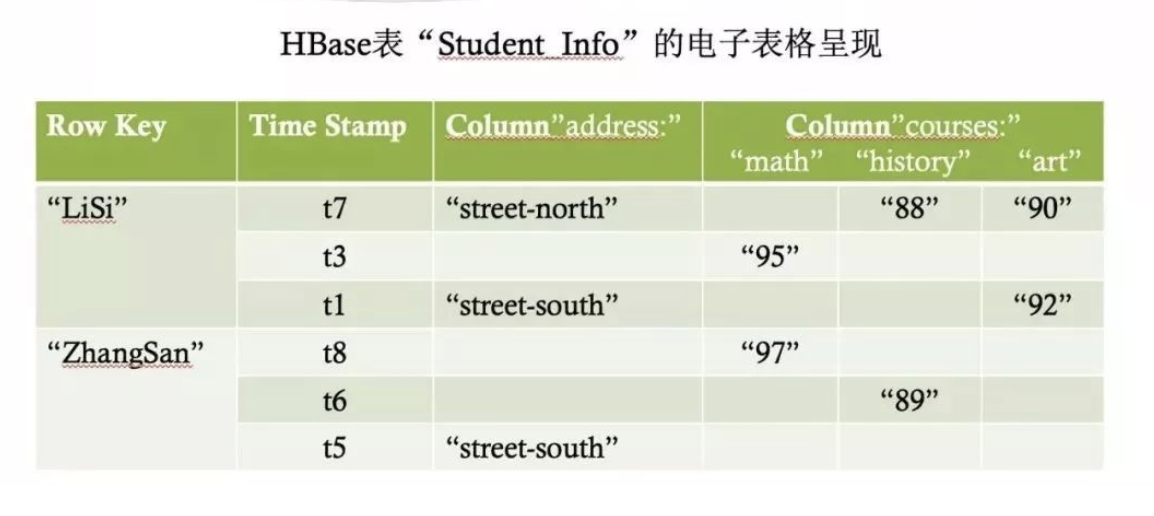 HBase表“Student_Info”的电子表格呈现
Row Key Time Stamp Column”address:” Column”courses:”
“math” “history” “art”
“LiSi” t7 “street-north” “88” “90”
t3 “95”
t1 “street-south” “92”
“ZhangSan” t8 “97”
t6 “89”
t5 “street-south”